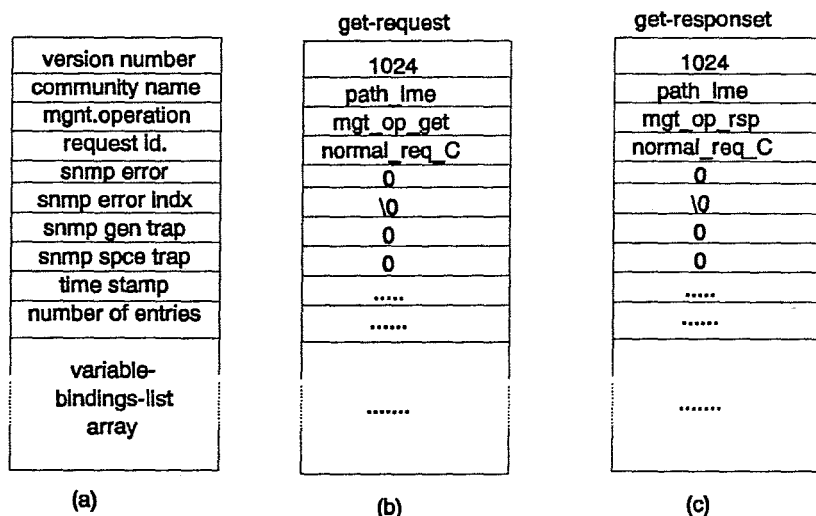 version number
community name
mgnt.operation
request id.
snmp error
snmp error indx
snmp gen trap
snmp spce trap
time stamp
number of entries
variable-
bindings-list
array
(a)
get-request
1024
path_lme
mgt_op_get
normal_req_C
0
\0
0
0
.....
......
.......
(b)
get-responset
1024
path_lme
mgt_op_rsp
normal_req_C
0
\0
0
0
.....
......
.......
(c)